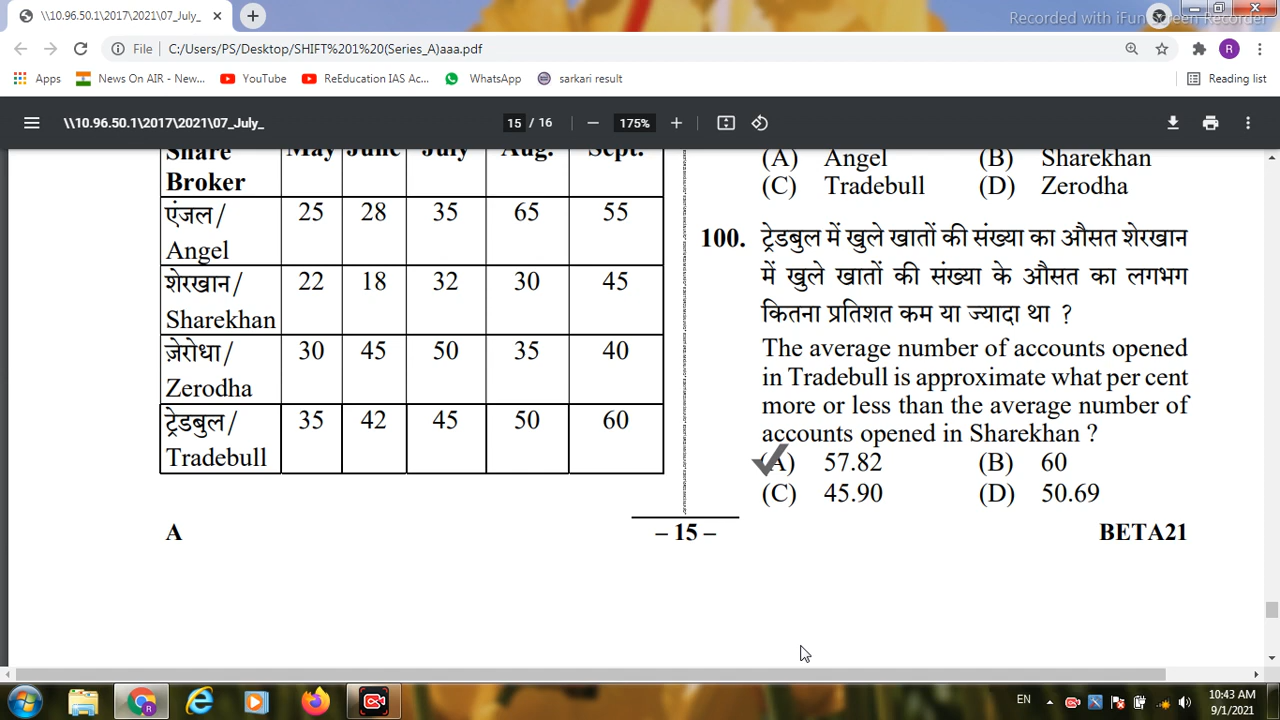 \\10.96.50.1\2017\2021\07_July_
Recorded with iFun Screen Recorder
File | C:/Users/PS/Desktop/SHIFT%201%20(Series_A)aaa.pdf
R
Apps News On AIR - New... YouTube ReEducation IAS Ac... WhatsApp sarkari result Reading list
\\10.96.50.1\2017\2021\07_July_ 15 / 16 175%
Share Broker May June July Aug. Sept.
एंजल / Angel 25 28 35 65 55
शेरखान / Sharekhan 22 18 32 30 45
ज़ेरोधा / Zerodha 30 45 50 35 40
ट्रेडबुल / Tradebull 35 42 45 50 60
A
(A) Angel (B) Sharekhan
(C) Tradebull (D) Zerodha
100. ट्रेडबुल में खुले खातों की संख्या का औसत शेरखान
में खुले खातों की संख्या के औसत का लगभग
कितना प्रतिशत कम या ज्यादा था ?
The average number of accounts opened
in Tradebull is approximate what per cent
more or less than the average number of
accounts opened in Sharekhan ?
(A) 57.82 (B) 60
(C) 45.90 (D) 50.69
– 15 –
BETA21
EN
10:43 AM
9/1/2021